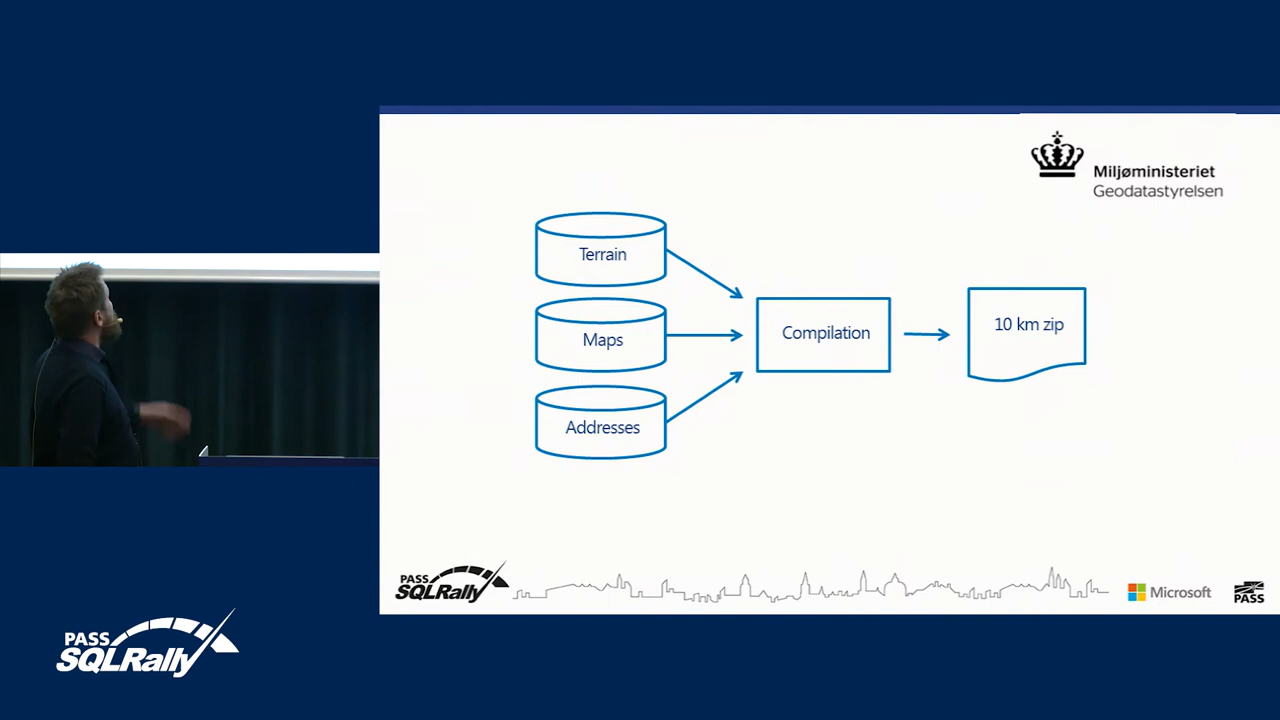 Miljøministeriet
Geodatastyrelsen
Terrain
Maps
Addresses
Compilation
10 km zip
PASS
SQLRally
Microsoft
PASS
PASS
SQLRally